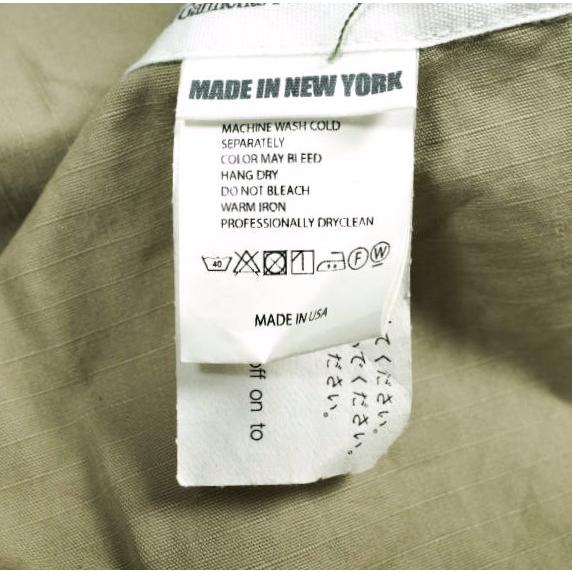 MADE IN NEW YORK
MACHINE WASH COLD
SEPARATELY
COLOR MAY BLEED
HANG DRY
DO NOT BLEACH
WARM IRON
PROFESSIONALLY DRYCLEAN
40 F W
MADE IN USA
off on to
てください。
でください。
ださい。